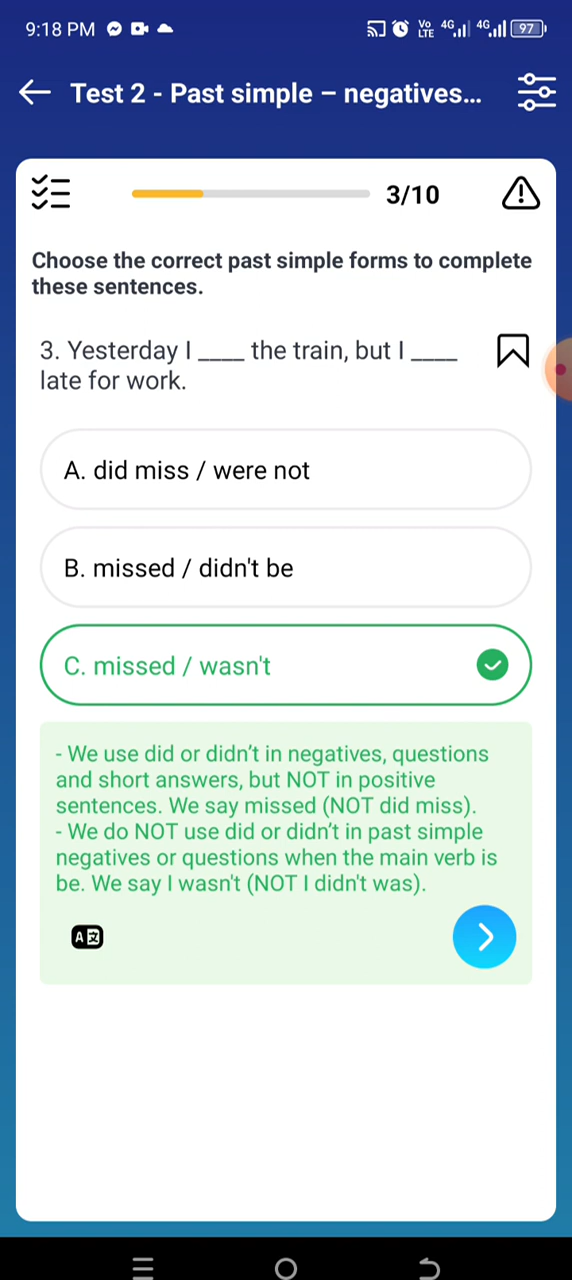 9:18 PM Vo LTE 4G 4G 97
Test 2 - Past simple – negatives...
3/10
Choose the correct past simple forms to complete
these sentences.
3. Yesterday I ____ the train, but I ____
late for work.
A. did miss / were not
B. missed / didn't be
C. missed / wasn't
- We use did or didn’t in negatives, questions
and short answers, but NOT in positive
sentences. We say missed (NOT did miss).
- We do NOT use did or didn’t in past simple
negatives or questions when the main verb is
be. We say I wasn't (NOT I didn't was).
A 文